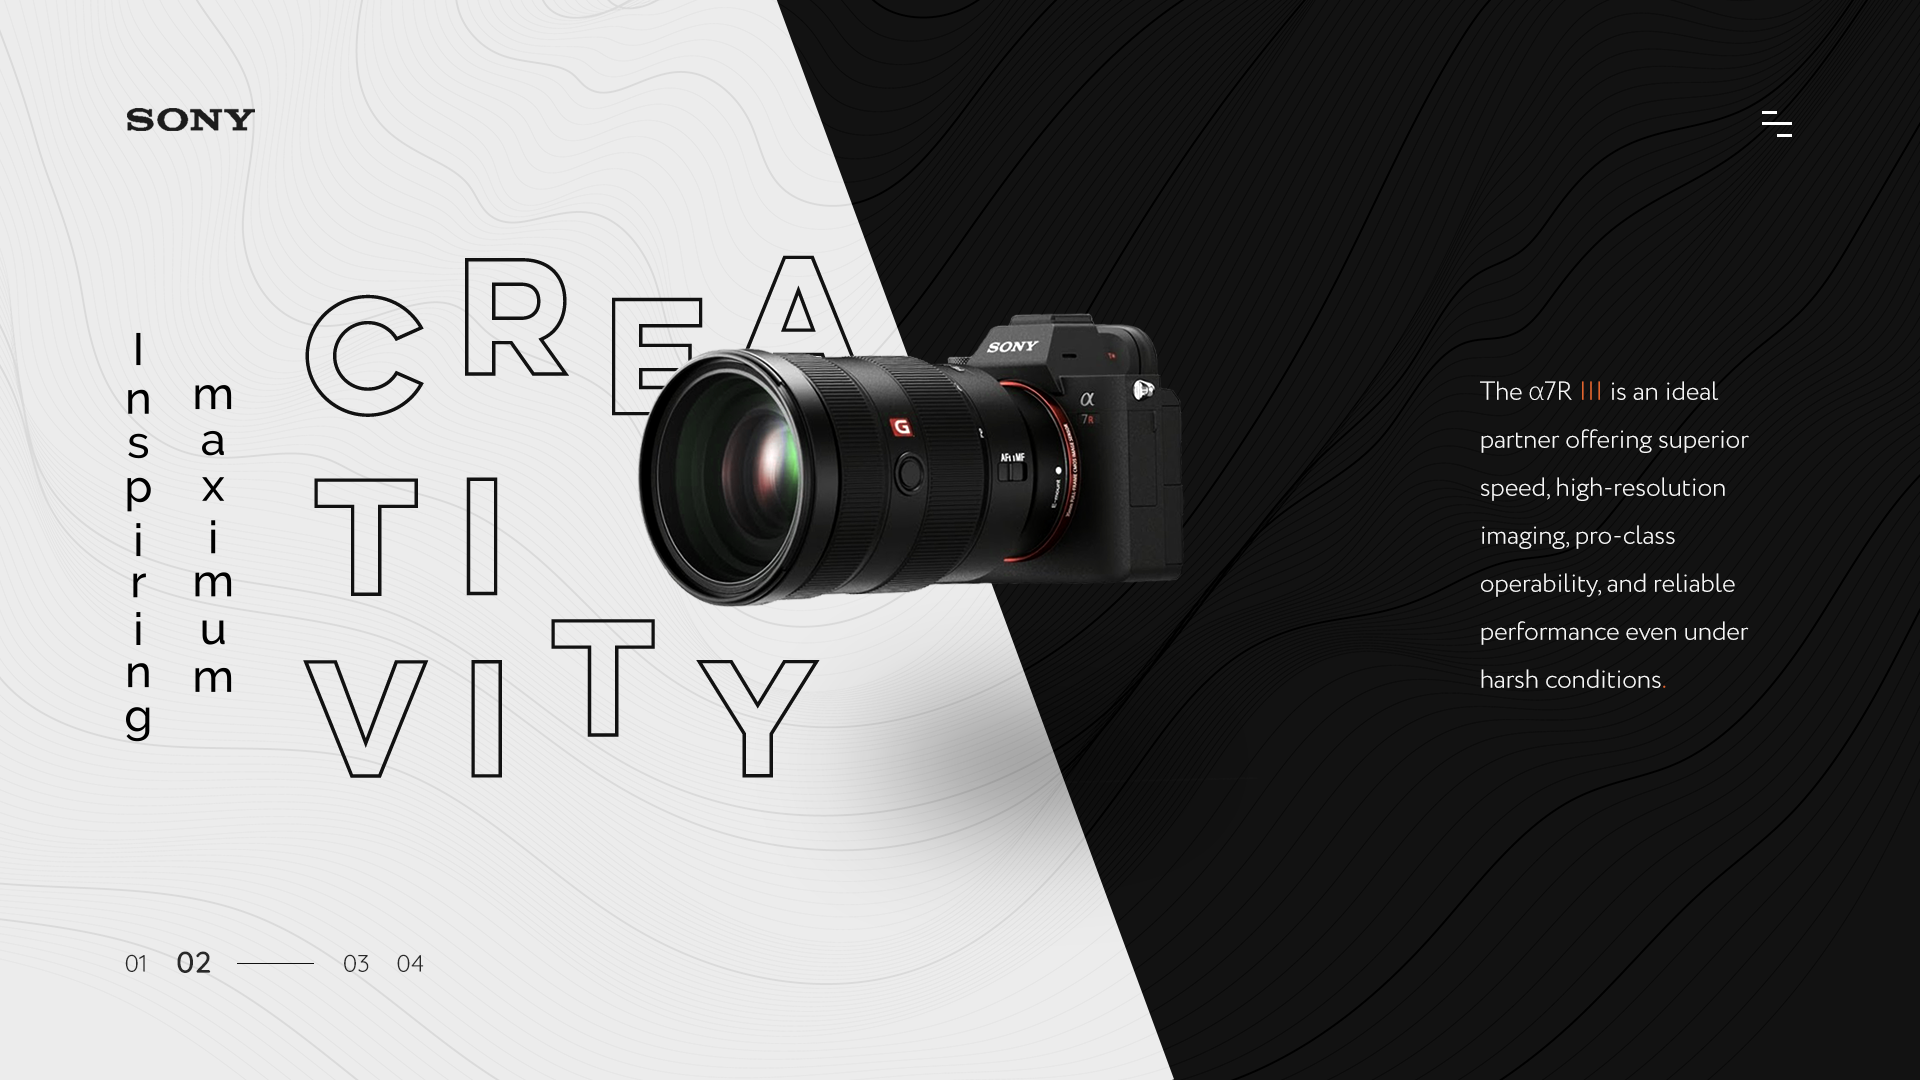 SONY
Inspiring
maximum
CREA
TI
VITY
SONY
α
7R
G
AF MF
E-mount
The α7R III is an ideal
partner offering superior
speed, high-resolution
imaging, pro-class
operability, and reliable
performance even under
harsh conditions.
01 02 03 04